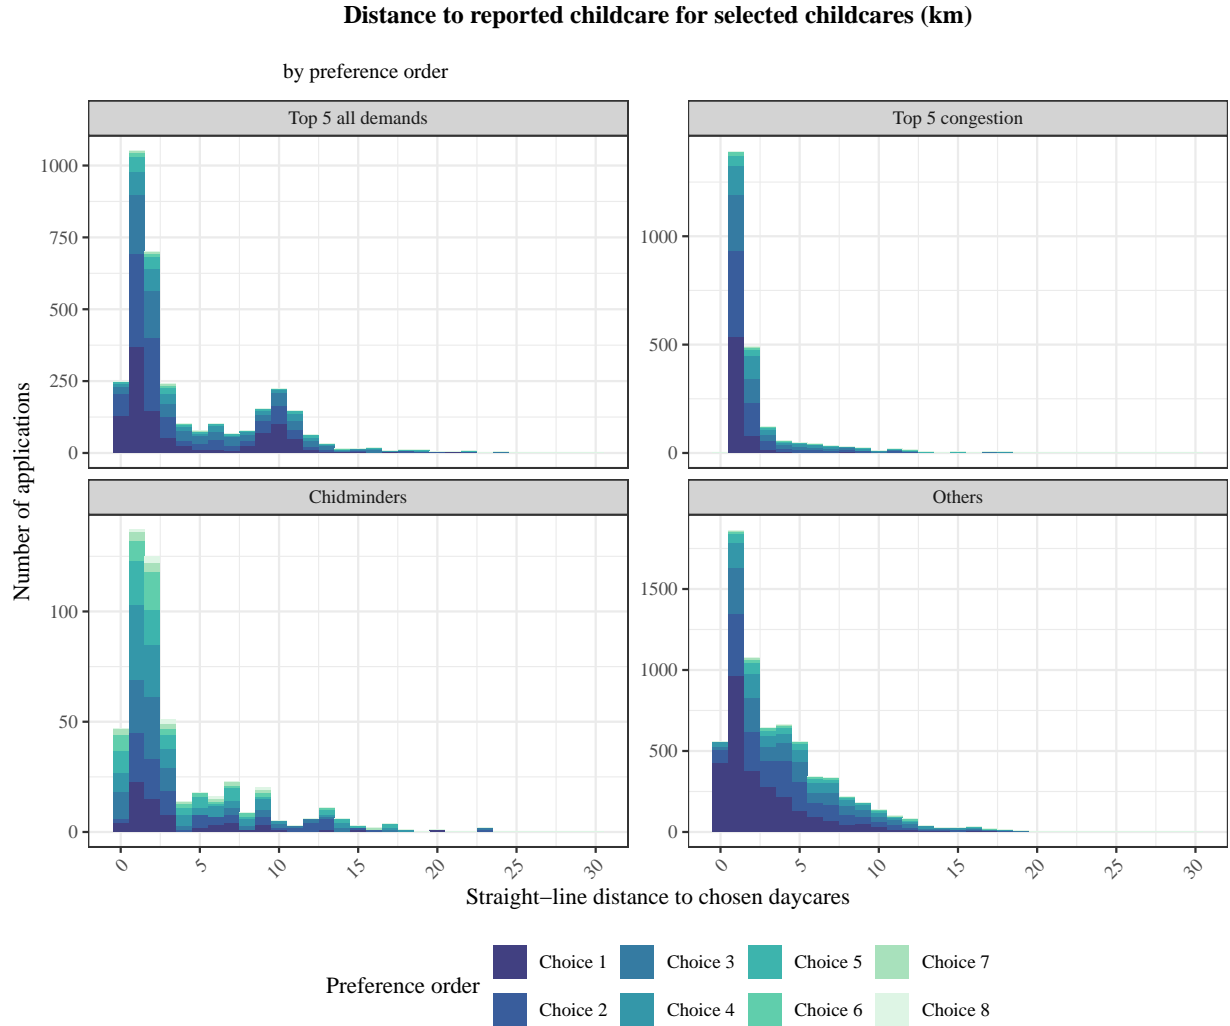 Distance to reported childcare for selected childcares (km)
by preference order
Top 5 all demands
Top 5 congestion
1000
750
500
250
0
1000
500
0
Chidminders
Others
100
50
0
1500
1000
500
0
0 5 10 15 20 25 30
0 5 10 15 20 25 30
Number of applications
Straight−line distance to chosen daycares
Preference order
Choice 1 Choice 3 Choice 5 Choice 7
Choice 2 Choice 4 Choice 6 Choice 8